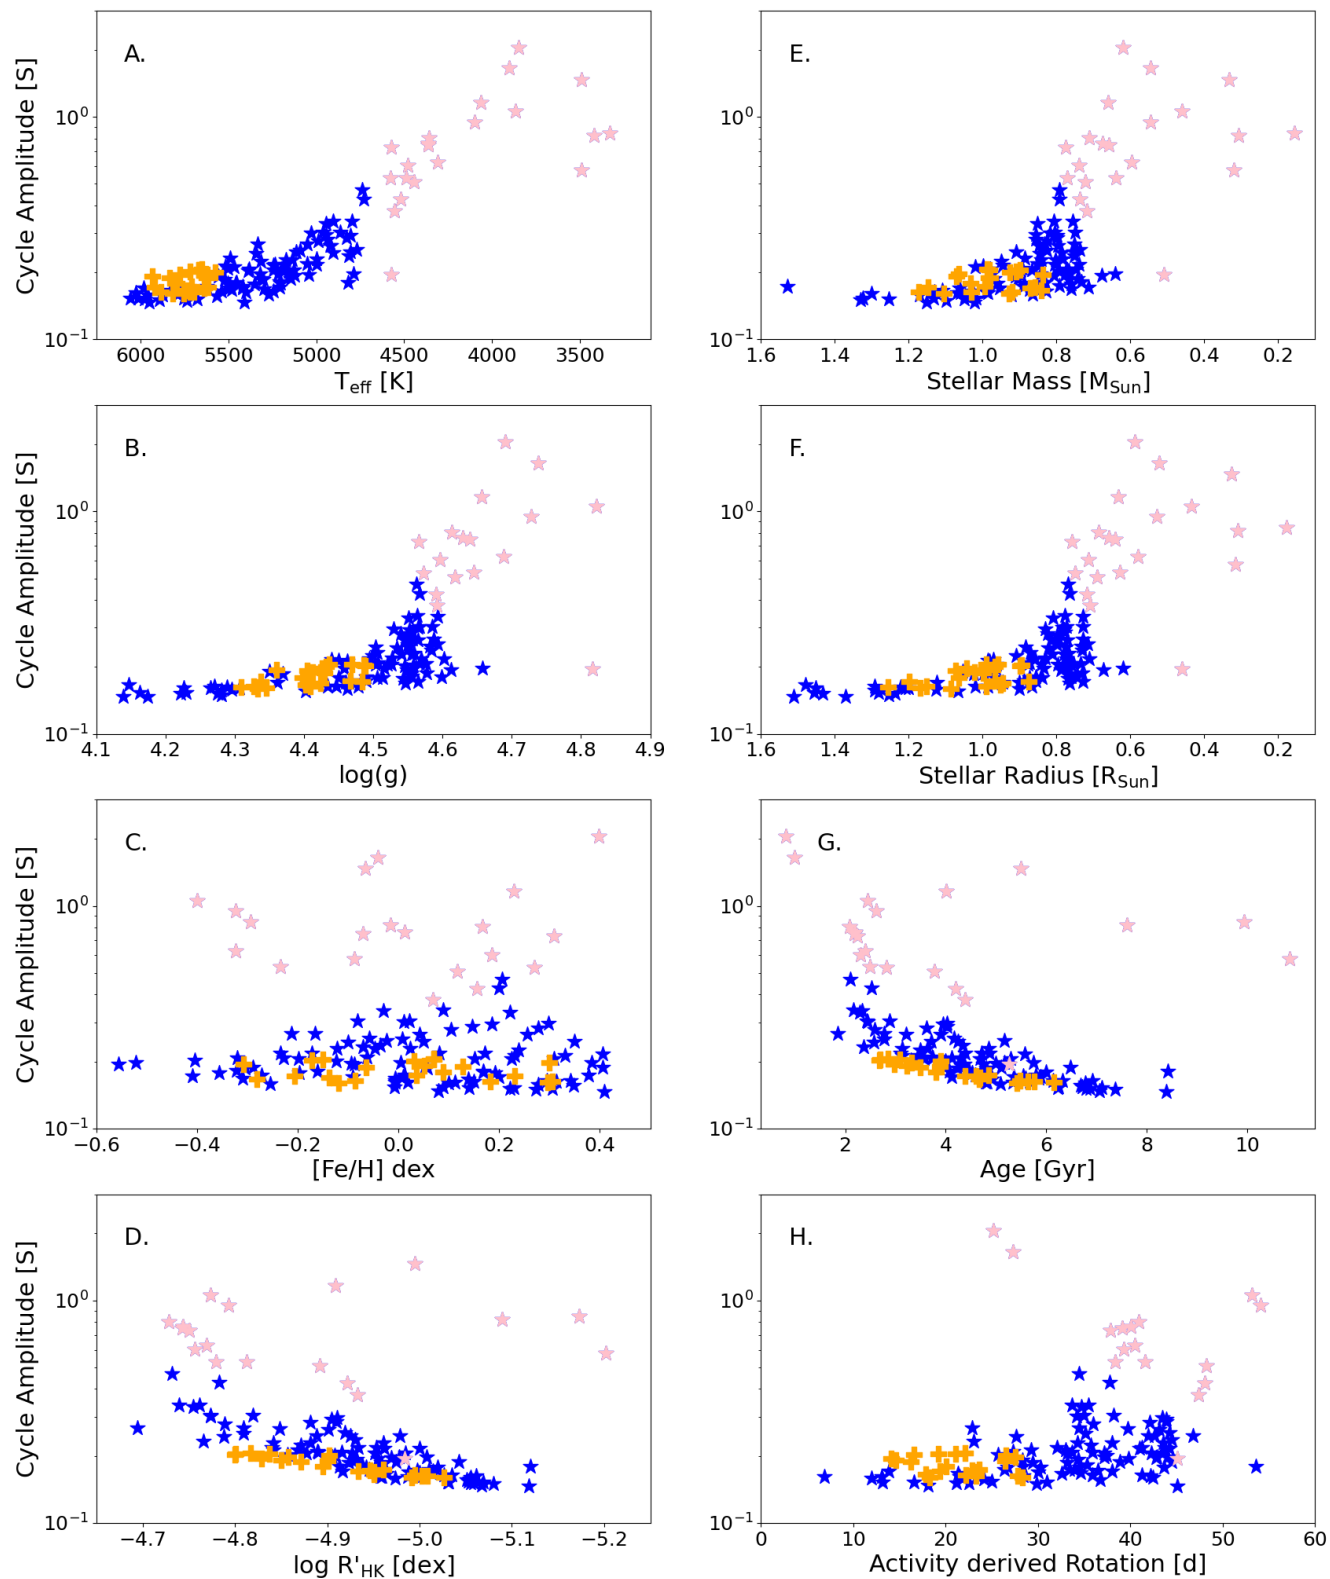 A.
Cycle Amplitude [S]
10⁰
10⁻¹
6000 5500 5000 4500 4000 3500
T_eff [K]
E.
10⁰
10⁻¹
1.6 1.4 1.2 1.0 0.8 0.6 0.4 0.2
Stellar Mass [M_Sun]
B.
Cycle Amplitude [S]
10⁰
10⁻¹
4.1 4.2 4.3 4.4 4.5 4.6 4.7 4.8 4.9
log(g)
F.
10⁰
10⁻¹
1.6 1.4 1.2 1.0 0.8 0.6 0.4 0.2
Stellar Radius [R_Sun]
C.
Cycle Amplitude [S]
10⁰
10⁻¹
−0.6 −0.4 −0.2 0.0 0.2 0.4
[Fe/H] dex
G.
10⁰
10⁻¹
2 4 6 8 10
Age [Gyr]
D.
Cycle Amplitude [S]
10⁰
10⁻¹
−4.7 −4.8 −4.9 −5.0 −5.1 −5.2
log R'_HK [dex]
H.
10⁰
10⁻¹
0 10 20 30 40 50 60
Activity derived Rotation [d]